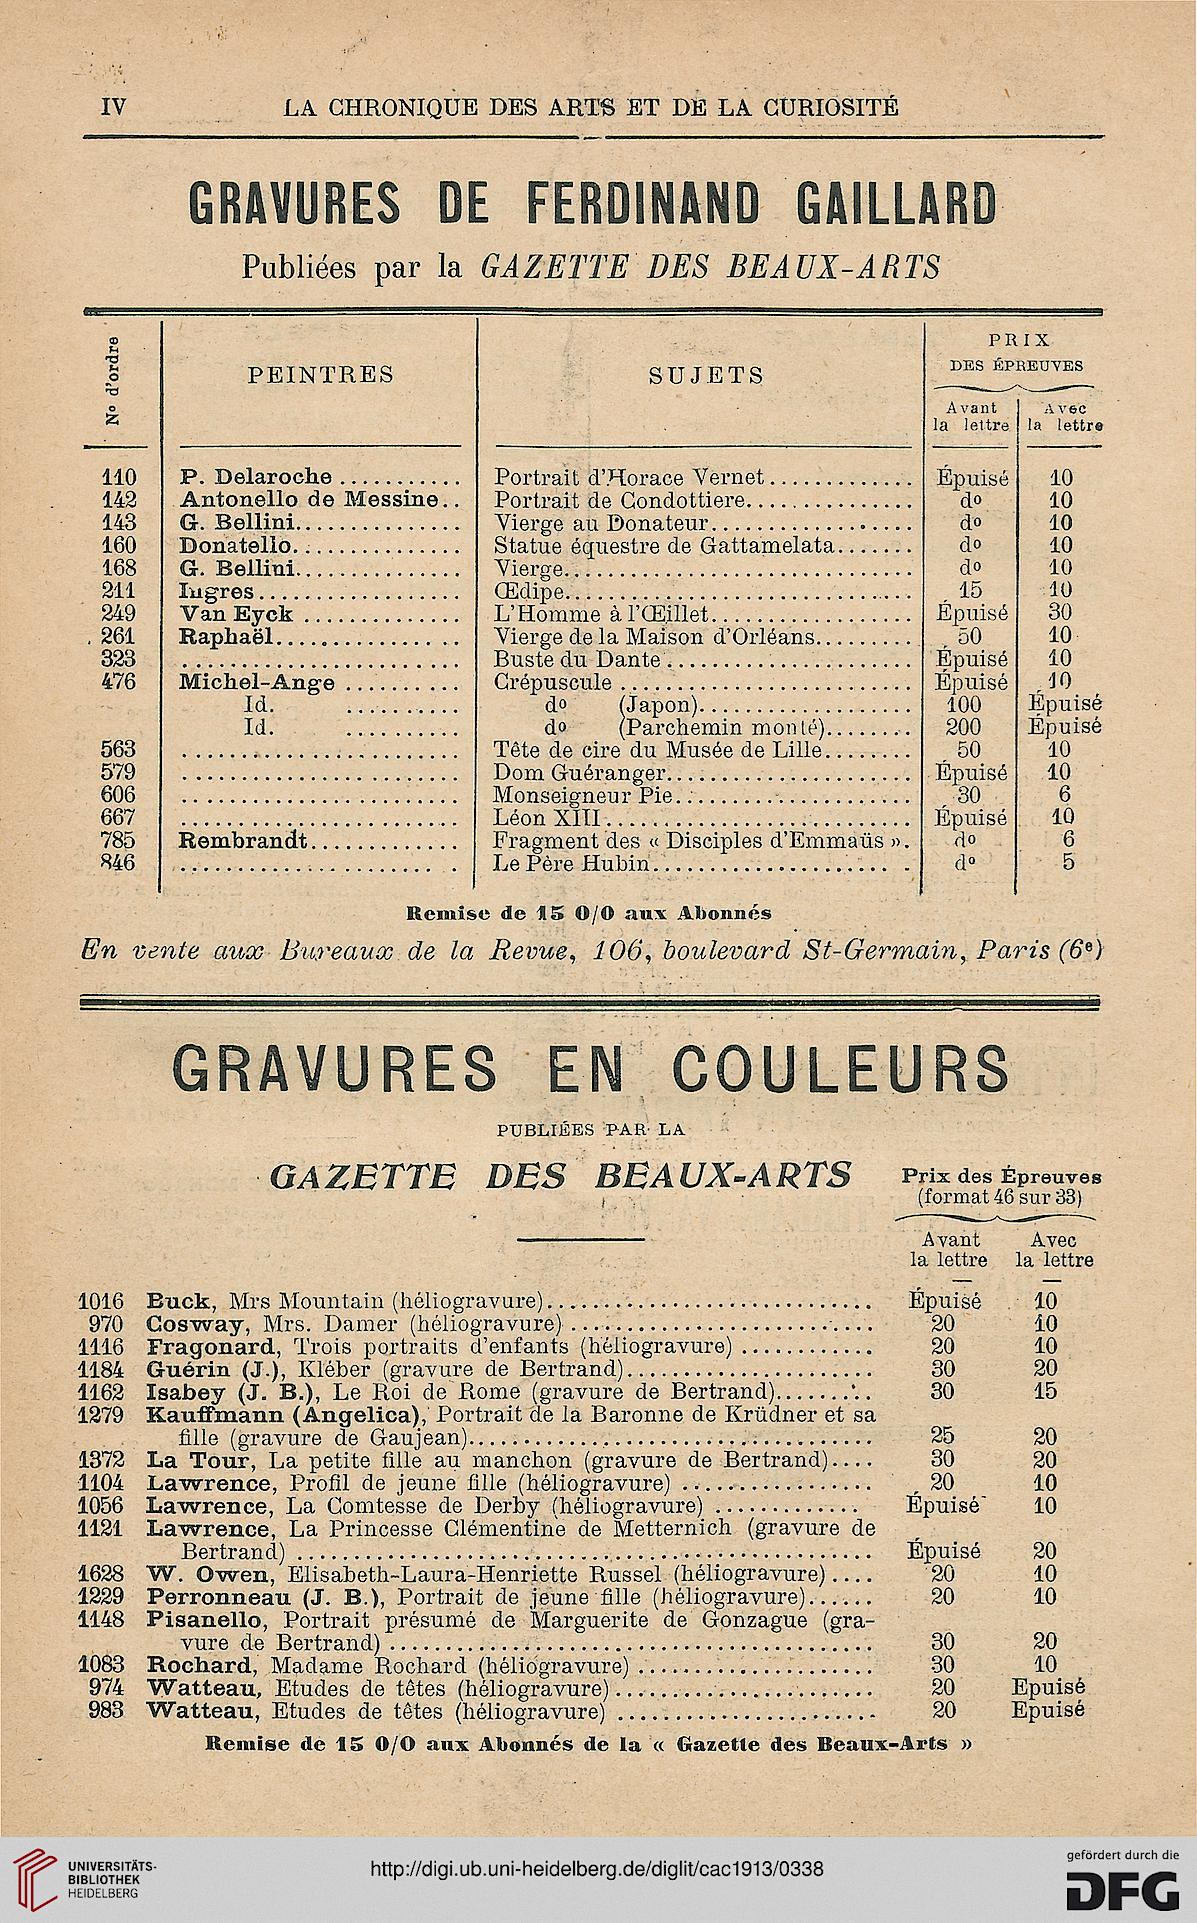 IV LA CHRONIQUE DES ARTS ET DE LA CURIOSITÉ
GRAVURES DE FERDINAND GAILLARD
Publiées par la GAZETTE DES BEAUX-ARTS
N° d'ordre PEINTRES SUJETS PRIX DES ÉPREUVES
Avant la lettre Avec la lettre
110 P. Delaroche Portrait d'Horace Vernet Épuisé 10
142 Antonello de Messine Portrait de Condottiere d° 10
143 G. Bellini Vierge au Donateur d° 10
160 Donatello Statue équestre de Gattamelata d° 10
168 G. Bellini Vierge d° 10
211 Ingres Œdipe 15 10
249 Van Eyck L'Homme à l'Œillet Épuisé 30
261 Raphaël Vierge de la Maison d'Orléans 50 10
323 Buste du Dante Épuisé 10
476 Michel-Ange Crépuscule Épuisé 10
Id. d° (Japon) 100 Épuisé
Id. d° (Parchemin monté) 200 Épuisé
563 Tête de cire du Musée de Lille 50 10
579 Dom Guéranger Épuisé 10
606 Monseigneur Pie 30 6
667 Léon XIII Épuisé 10
785 Rembrandt Fragment des « Disciples d'Emmaüs ». d° 6
846 Le Père Hubin d° 5
Remise de 15 0/0 aux Abonnés
En vente aux Bureaux de la Revue, 106, boulevard St-Germain, Paris (6e)
GRAVURES EN COULEURS
PUBLIÉES PAR LA
GAZETTE DES BEAUX-ARTS
Prix des Épreuves
(format 46 sur 33)
Avant la lettre Avec la lettre
1016 Buck, Mrs Mountain (héliogravure) Épuisé 10
970 Cosway, Mrs. Damer (héliogravure) 20 10
1116 Fragonard, Trois portraits d'enfants (héliogravure) 20 10
1184 Guérin (J.), Kléber (gravure de Bertrand) 30 20
1162 Isabey (J. B.), Le Roi de Rome (gravure de Bertrand) 30 15
1279 Kauffmann (Angelica), Portrait de la Baronne de Krüdner et sa
fille (gravure de Gaujean) 25 20
1372 La Tour, La petite fille au manchon (gravure de Bertrand) 30 20
1104 Lawrence, Profil de jeune fille (héliogravure) 20 10
1056 Lawrence, La Comtesse de Derby (héliogravure) Épuisé 10
1121 Lawrence, La Princesse Clémentine de Metternich (gravure de
Bertrand) Épuisé 20
1628 W. Owen, Elisabeth-Laura-Henriette Russel (héliogravure) 20 10
1229 Perronneau (J. B.), Portrait de jeune fille (héliogravure) 20 10
1148 Pisanello, Portrait présumé de Marguerite de Gonzague (gra-
vure de Bertrand) 30 20
1083 Rochard, Madame Rochard (héliogravure) 30 10
974 Watteau, Etudes de têtes (héliogravure) 20 Epuisé
983 Watteau, Etudes de têtes (héliogravure) 20 Epuisé
Remise de 15 0/0 aux Abonnés de la « Gazette des Beaux-Arts »
UNIVERSITÄTS-
BIBLIOTHEK
HEIDELBERG
http://digi.ub.uni-heidelberg.de/diglit/cac1913/0338
gefördert durch die
DFG